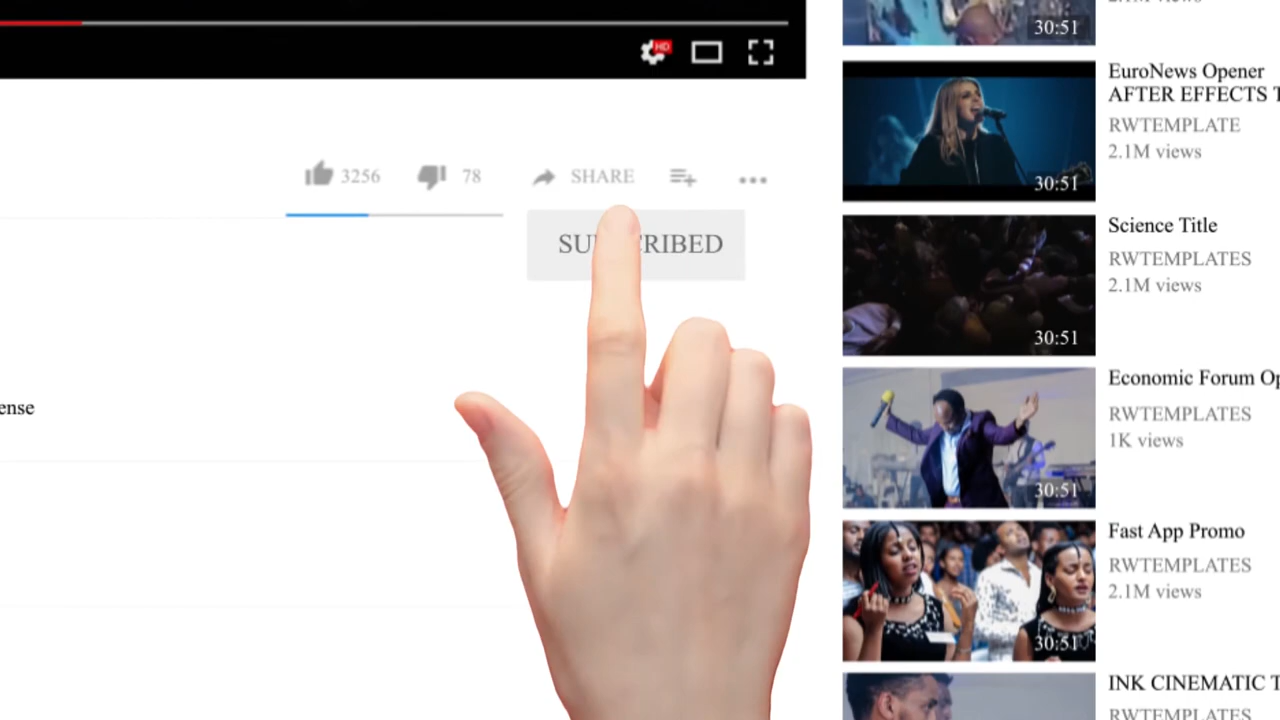 HD
3256
78
SHARE
SUBSCRIBED
ense
30:51
EuroNews Opener
AFTER EFFECTS T
RWTEMPLATE
2.1M views
30:51
Science Title
RWTEMPLATES
2.1M views
30:51
Economic Forum Op
RWTEMPLATES
1K views
30:51
Fast App Promo
RWTEMPLATES
2.1M views
30:51
INK CINEMATIC T
RWTEMPLATES